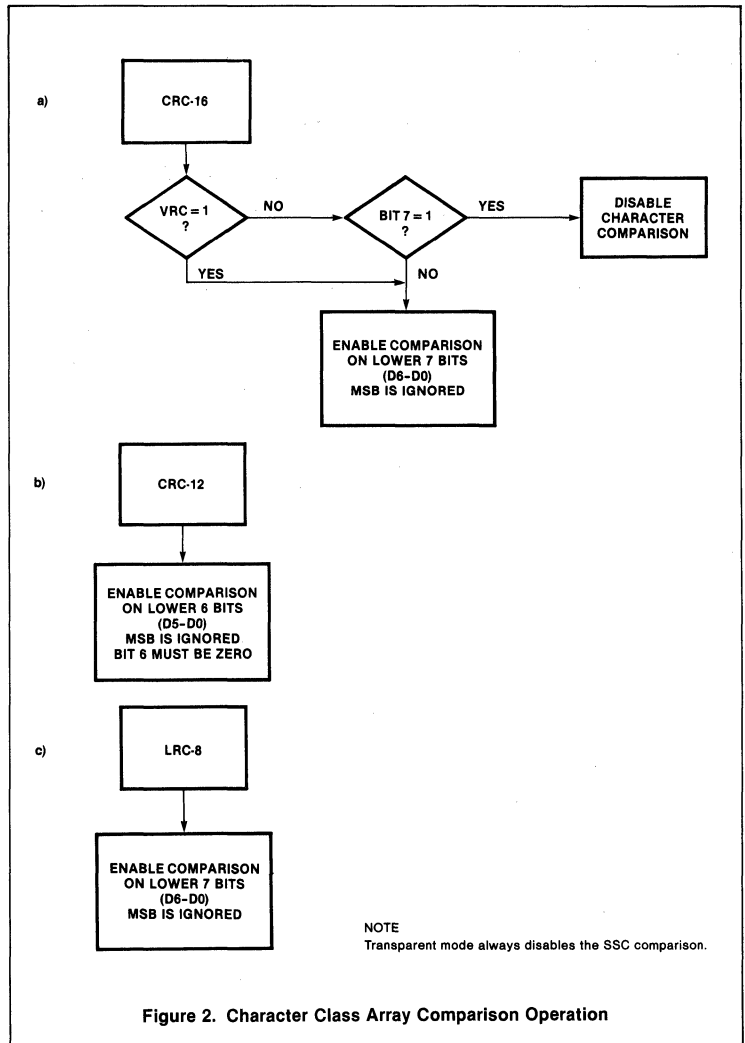 a)
CRC-16
VRC = 1
?
NO
YES
BIT 7 = 1
?
YES
NO
DISABLE
CHARACTER
COMPARISON
ENABLE COMPARISON
ON LOWER 7 BITS
(D6-D0)
MSB IS IGNORED
b)
CRC-12
ENABLE COMPARISON
ON LOWER 6 BITS
(D5-D0)
MSB IS IGNORED
BIT 6 MUST BE ZERO
c)
LRC-8
ENABLE COMPARISON
ON LOWER 7 BITS
(D6-D0)
MSB IS IGNORED
NOTE
Transparent mode always disables the SSC comparison.
Figure 2. Character Class Array Comparison Operation